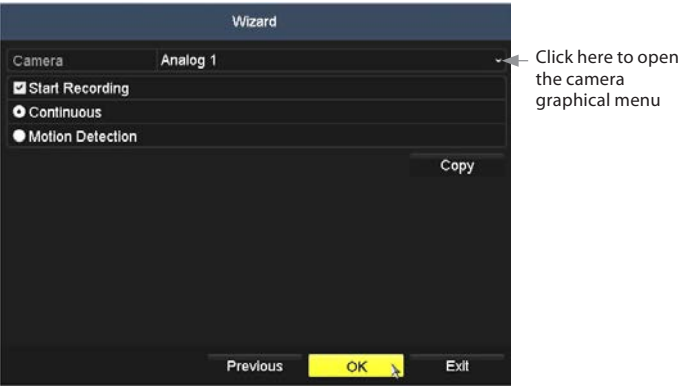 Wizard
Camera Analog 1
Start Recording
Continuous
Motion Detection
Copy
Previous OK Exit
Click here to open
the camera
graphical menu